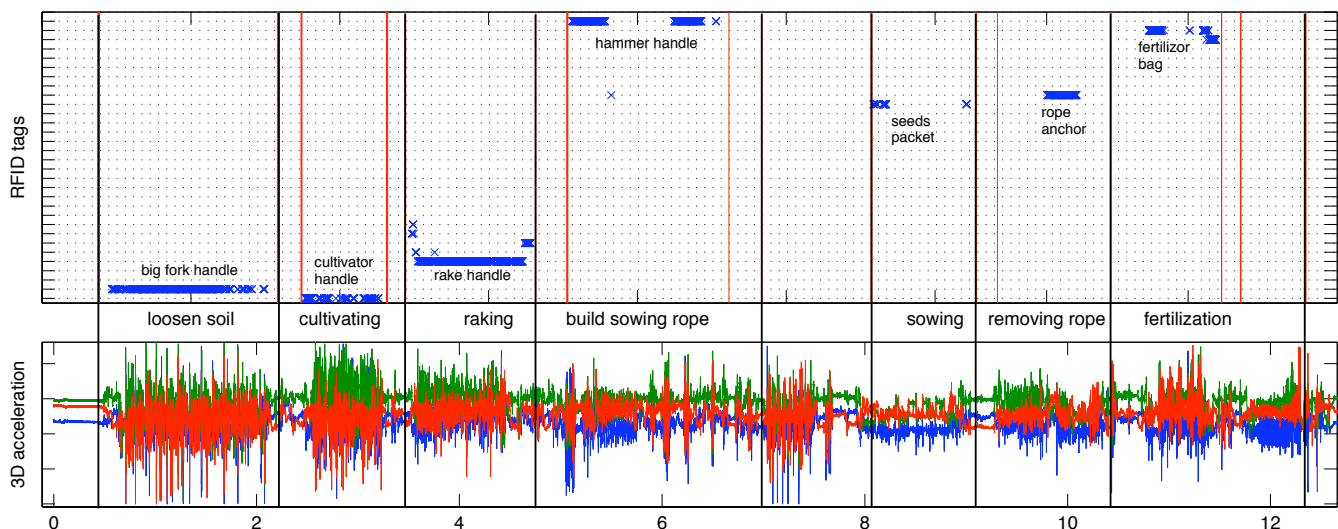 RFID tags
hammer handle
fertilizor
bag
seeds
packet
rope
anchor
big fork handle
cultivator
handle
rake handle
loosen soil
cultivating
raking
build sowing rope
sowing
removing rope
fertilization
3D acceleration
0
2
4
6
8
10
12